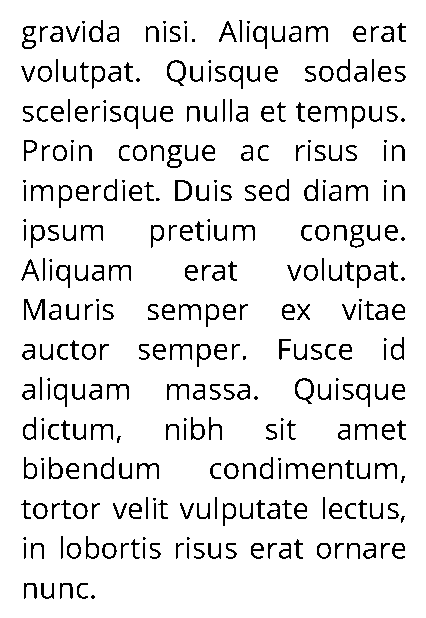 gravida nisi. Aliquam erat
volutpat. Quisque sodales
scelerisque nulla et tempus.
Proin congue ac risus in
imperdiet. Duis sed diam in
ipsum pretium congue.
Aliquam erat volutpat.
Mauris semper ex vitae
auctor semper. Fusce id
aliquam massa. Quisque
dictum, nibh sit amet
bibendum condimentum,
tortor velit vulputate lectus,
in lobortis risus erat ornare
nunc.